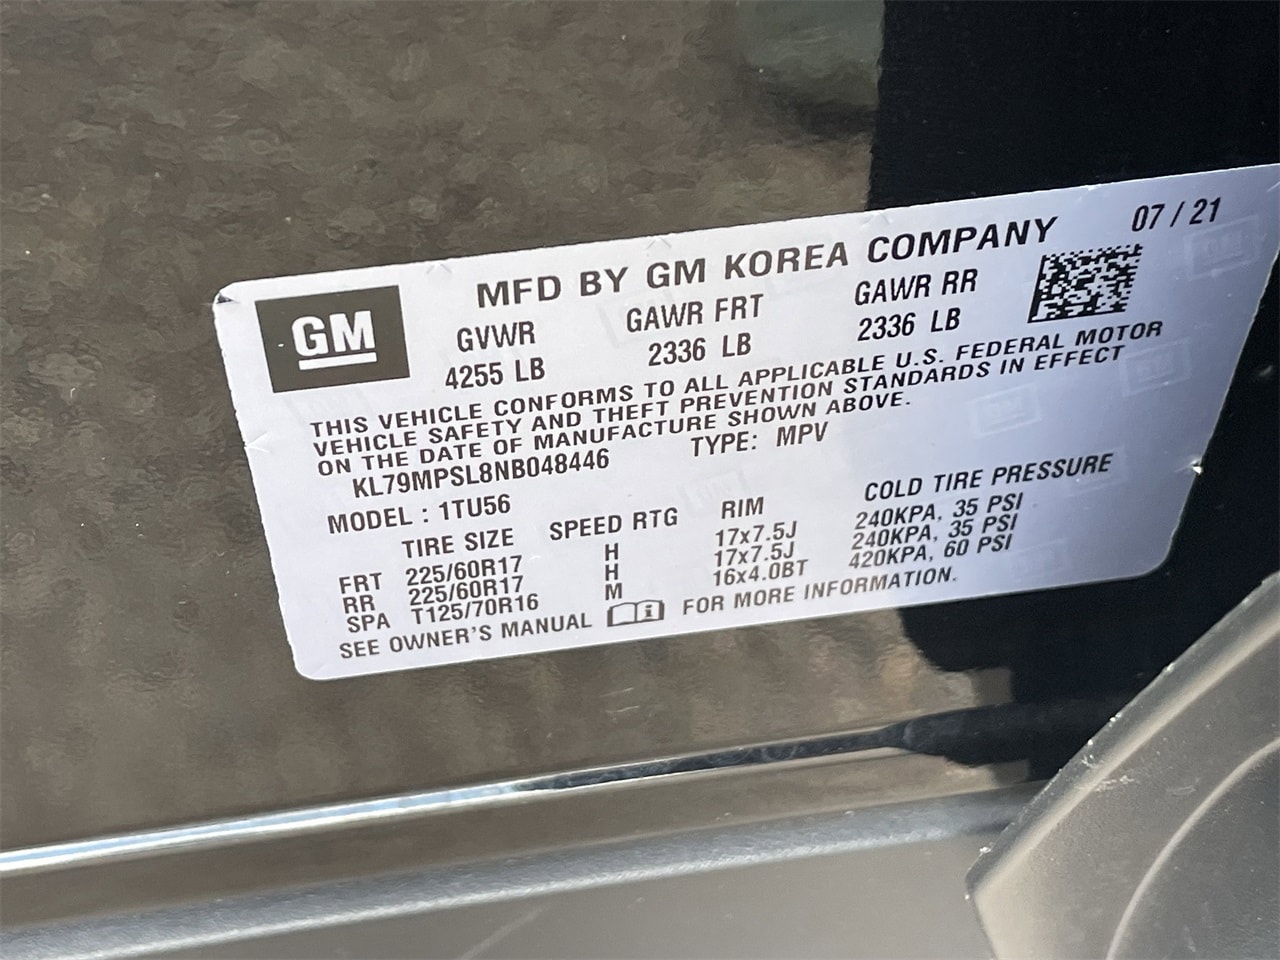 MFD BY GM KOREA COMPANY 07 / 21
GM
GVWR GAWR FRT GAWR RR
4255 LB 2336 LB 2336 LB
THIS VEHICLE CONFORMS TO ALL APPLICABLE U.S. FEDERAL MOTOR
VEHICLE SAFETY AND THEFT PREVENTION STANDARDS IN EFFECT
ON THE DATE OF MANUFACTURE SHOWN ABOVE.
KL79MPSL8NB048446 TYPE: MPV
MODEL : 1TU56
TIRE SIZE SPEED RTG RIM COLD TIRE PRESSURE
FRT 225/60R17 H 17x7.5J 240KPA, 35 PSI
RR 225/60R17 H 17x7.5J 240KPA, 35 PSI
SPA T125/70R16 M 16x4.0BT 420KPA, 60 PSI
SEE OWNER'S MANUAL FOR MORE INFORMATION.